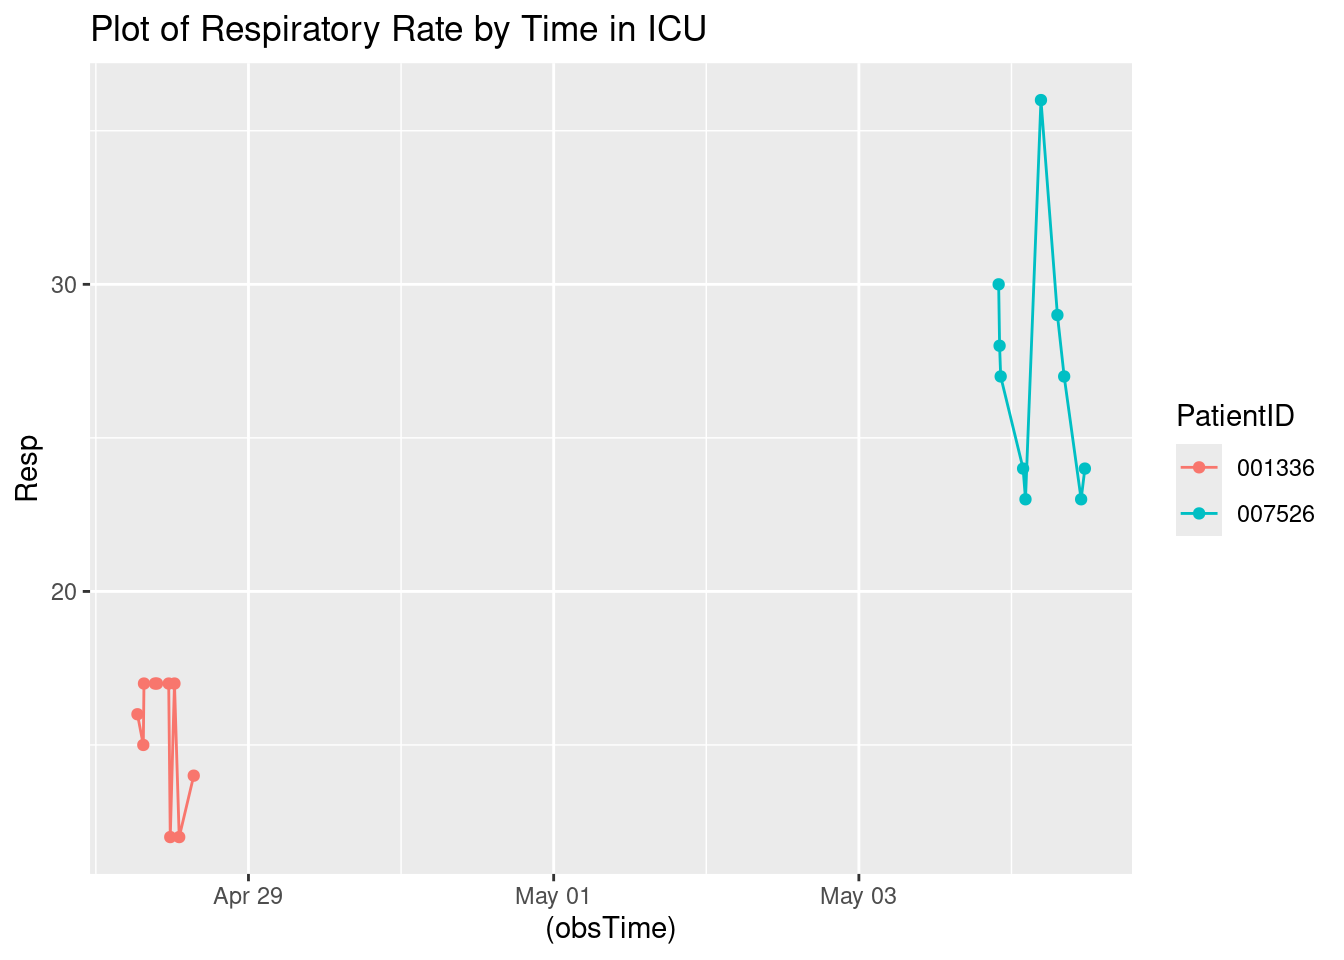 Plot of Respiratory Rate by Time in ICU
Resp
30
20
Apr 29
May 01
May 03
(obsTime)
PatientID
001336
007526